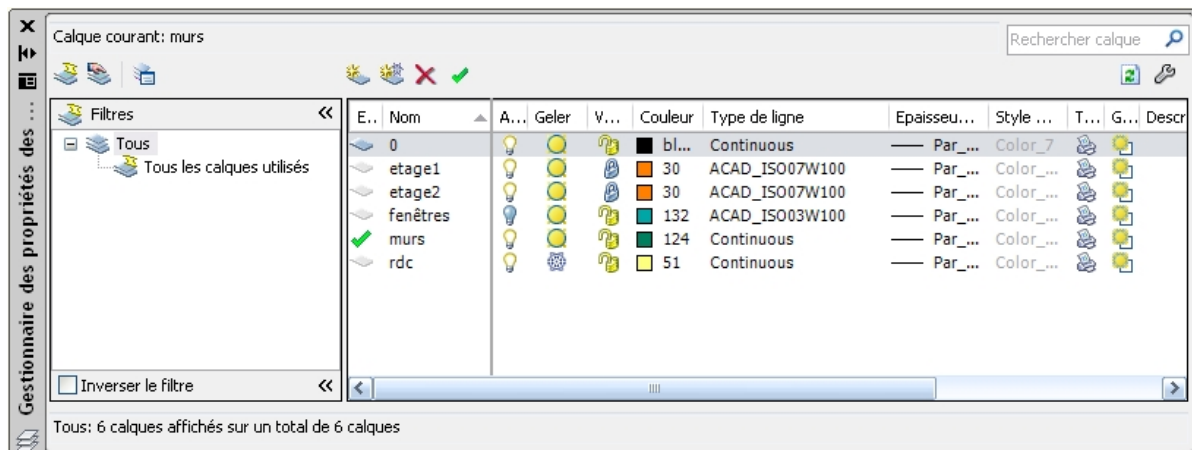 Calque courant: murs
Rechercher calque
Gestionnaire des propriétés des ...
Filtres
Tous
Tous les calques utilisés
Inverser le filtre
E.. Nom A... Geler V... Couleur Type de ligne Epaisseu... Style ... T... G... Descr
0 bl... Continuous Par_... Color_7
etage1 30 ACAD_ISO07W100 Par_... Color_...
etage2 30 ACAD_ISO07W100 Par_... Color_...
fenêtres 132 ACAD_ISO03W100 Par_... Color_...
murs 124 Continuous Par_... Color_...
rdc 51 Continuous Par_... Color_...
Tous: 6 calques affichés sur un total de 6 calques